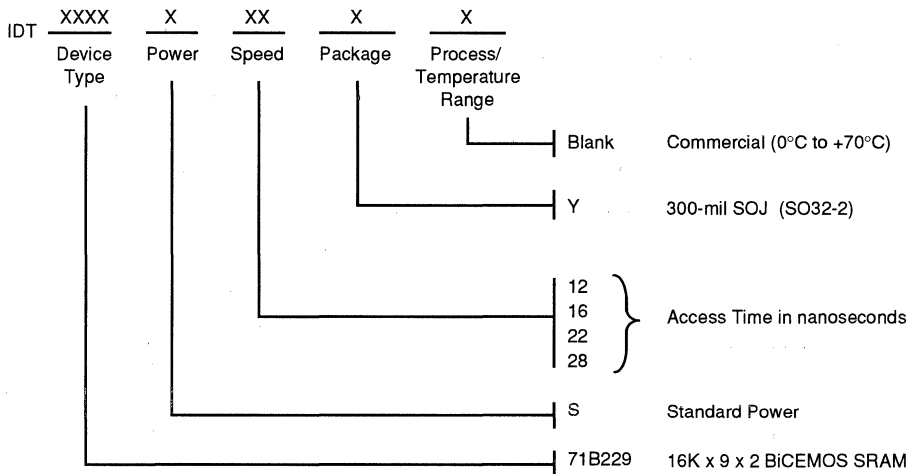 IDT XXXX X XX X X
Device Type
Power
Speed
Package
Process/
Temperature
Range
Blank Commercial (0°C to +70°C)
Y 300-mil SOJ (SO32-2)
12
16
22
28
Access Time in nanoseconds
S Standard Power
71B229 16K x 9 x 2 BiCEMOS SRAM